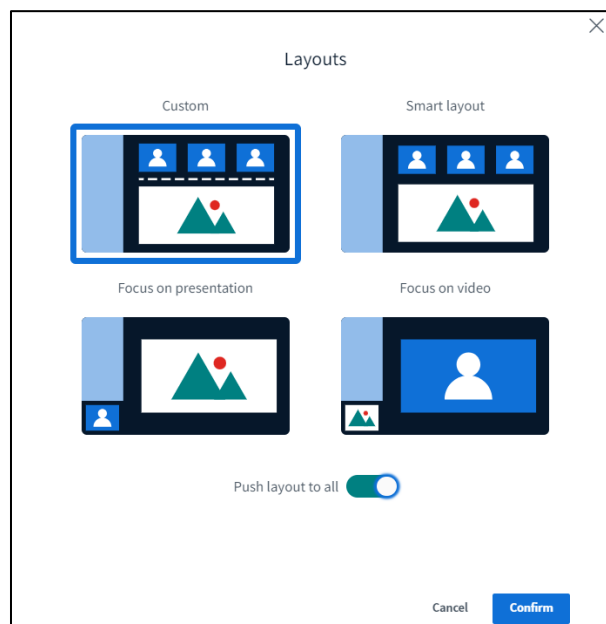 Layouts
Custom
Smart layout
Focus on presentation
Focus on video
Push layout to all
Cancel
Confirm